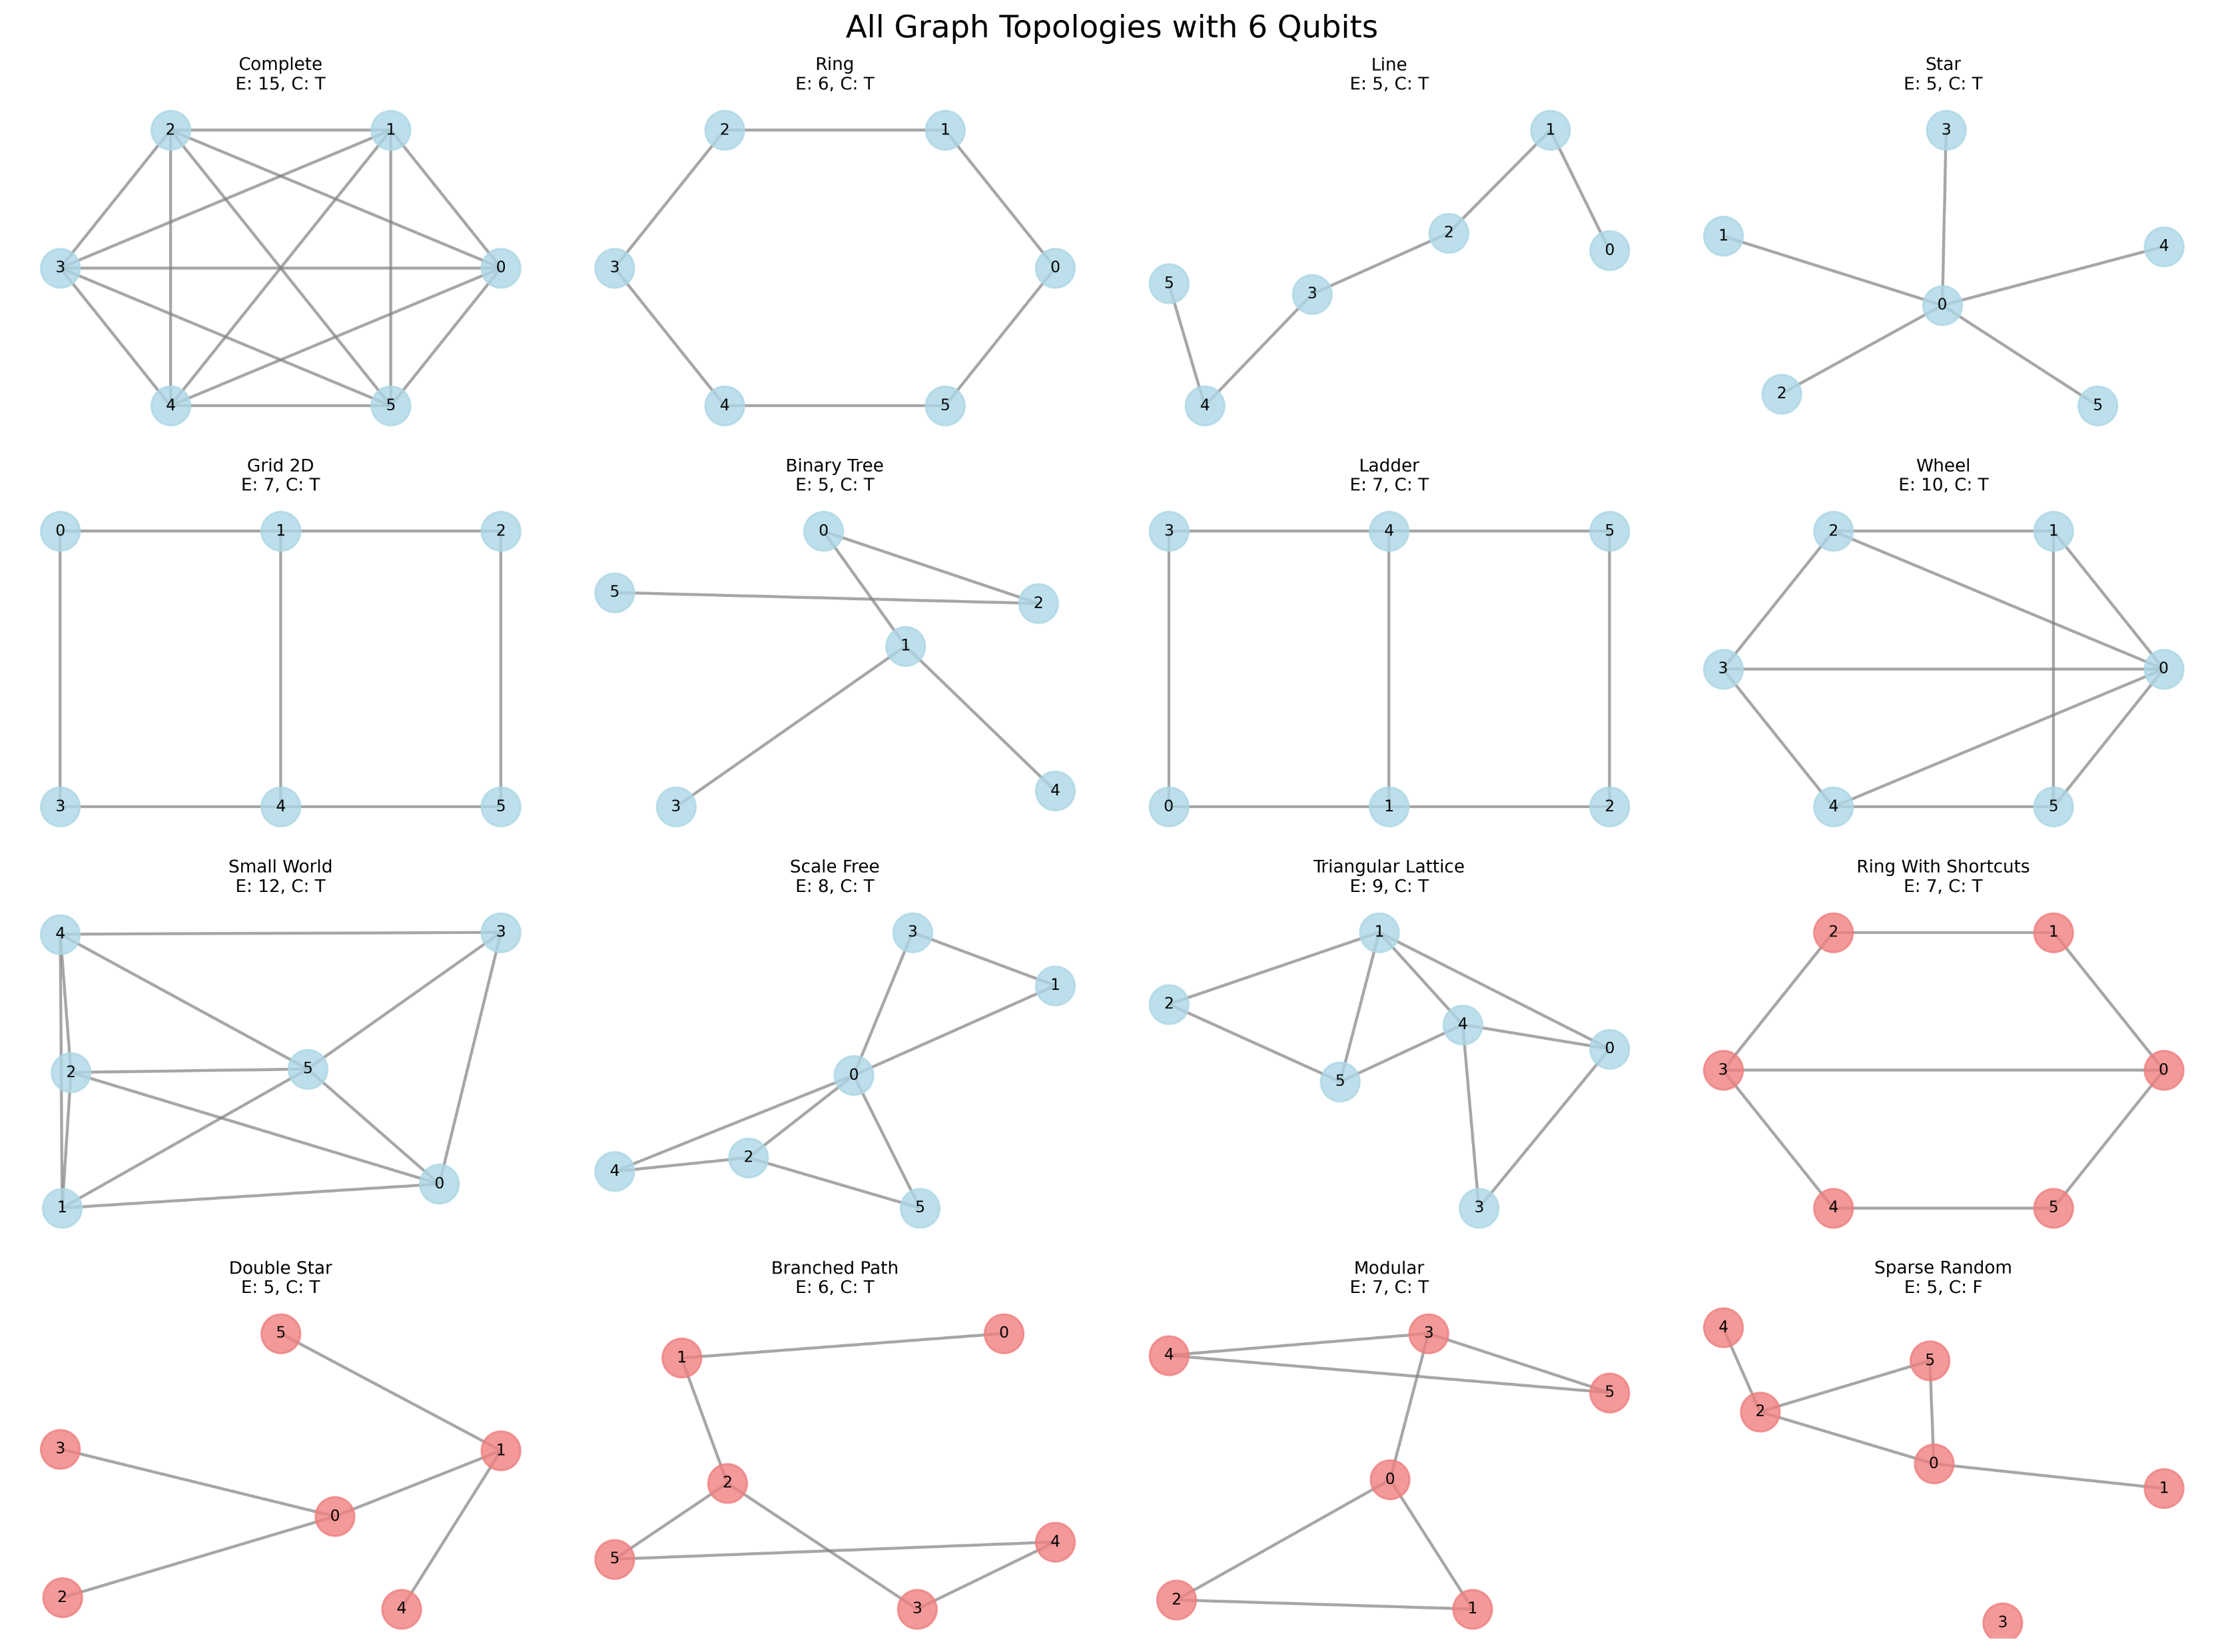 All Graph Topologies with 6 Qubits
Complete
E: 15, C: T
2
1
3
0
4
5
Ring
E: 6, C: T
2
1
3
0
4
5
Line
E: 5, C: T
1
2
0
5
3
4
Star
E: 5, C: T
3
1
4
0
2
5
Grid 2D
E: 7, C: T
0
1
2
3
4
5
Binary Tree
E: 5, C: T
0
5
2
1
4
3
Ladder
E: 7, C: T
3
4
5
0
1
2
Wheel
E: 10, C: T
2
1
3
0
4
5
Small World
E: 12, C: T
4
3
2
5
0
1
Scale Free
E: 8, C: T
3
1
0
2
4
5
Triangular Lattice
E: 9, C: T
1
2
4
0
5
3
Ring With Shortcuts
E: 7, C: T
2
1
3
0
4
5
Double Star
E: 5, C: T
5
3
1
0
2
4
Branched Path
E: 6, C: T
0
1
2
4
5
3
Modular
E: 7, C: T
3
4
5
0
2
1
Sparse Random
E: 5, C: F
4
5
2
0
1
3